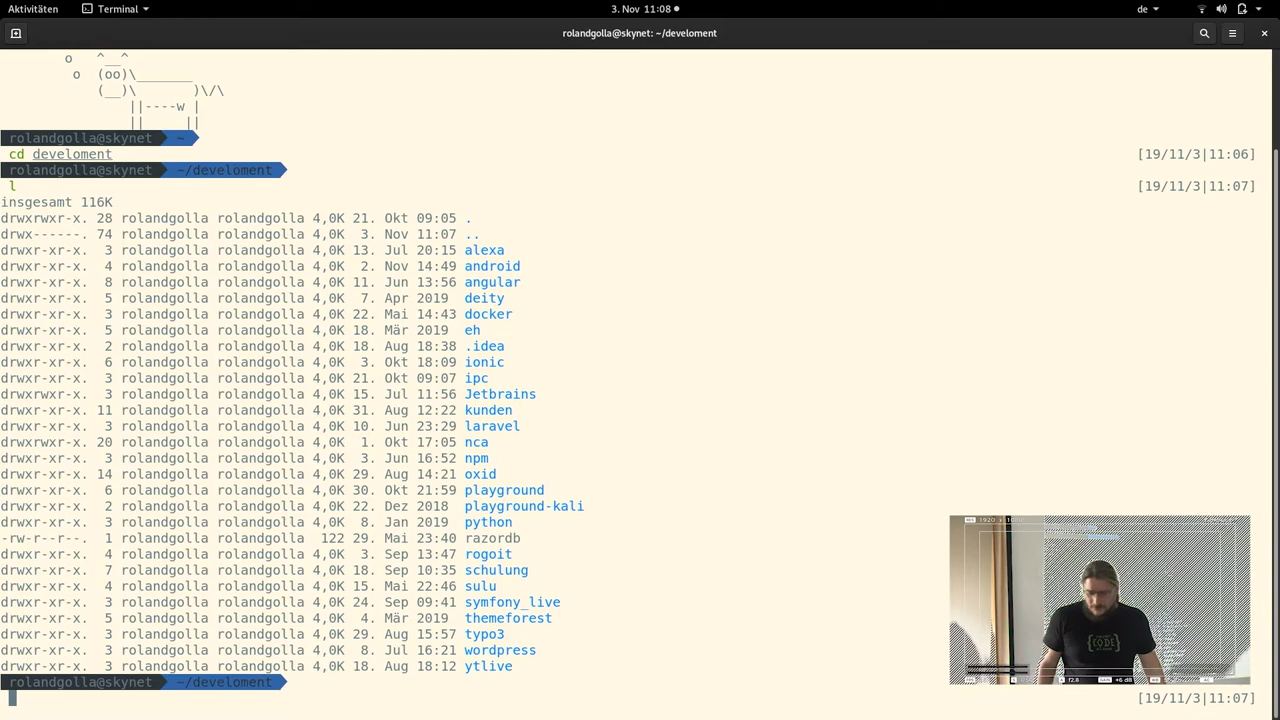 Aktivitäten Terminal 3. Nov 11:08 de
rolandgolla@skynet: ~/develoment
o ^__^
o (oo)\_______
(__)\ )\/\
||----w |
|| ||
rolandgolla@skynet ~
cd develoment [19/11/3|11:06]
rolandgolla@skynet ~/develoment
l [19/11/3|11:07]
insgesamt 116K
drwxrwxr-x. 28 rolandgolla rolandgolla 4,0K 21. Okt 09:05 .
drwx------. 74 rolandgolla rolandgolla 4,0K 3. Nov 11:07 ..
drwxr-xr-x. 3 rolandgolla rolandgolla 4,0K 13. Jul 20:15 alexa
drwxr-xr-x. 4 rolandgolla rolandgolla 4,0K 2. Nov 14:49 android
drwxr-xr-x. 8 rolandgolla rolandgolla 4,0K 11. Jun 13:56 angular
drwxr-xr-x. 5 rolandgolla rolandgolla 4,0K 7. Apr 2019 deity
drwxr-xr-x. 3 rolandgolla rolandgolla 4,0K 22. Mai 14:43 docker
drwxr-xr-x. 5 rolandgolla rolandgolla 4,0K 18. Mär 2019 eh
drwxr-xr-x. 2 rolandgolla rolandgolla 4,0K 18. Aug 18:38 .idea
drwxr-xr-x. 6 rolandgolla rolandgolla 4,0K 3. Okt 18:09 ionic
drwxr-xr-x. 3 rolandgolla rolandgolla 4,0K 21. Okt 09:07 ipc
drwxrwxr-x. 3 rolandgolla rolandgolla 4,0K 15. Jul 11:56 Jetbrains
drwxr-xr-x. 11 rolandgolla rolandgolla 4,0K 31. Aug 12:22 kunden
drwxr-xr-x. 3 rolandgolla rolandgolla 4,0K 10. Jun 23:29 laravel
drwxrwxr-x. 20 rolandgolla rolandgolla 4,0K 1. Okt 17:05 nca
drwxr-xr-x. 3 rolandgolla rolandgolla 4,0K 3. Jun 16:52 npm
drwxr-xr-x. 14 rolandgolla rolandgolla 4,0K 29. Aug 14:21 oxid
drwxr-xr-x. 6 rolandgolla rolandgolla 4,0K 30. Okt 21:59 playground
drwxr-xr-x. 2 rolandgolla rolandgolla 4,0K 22. Dez 2018 playground-kali
drwxr-xr-x. 3 rolandgolla rolandgolla 4,0K 8. Jan 2019 python
-rw-r--r--. 1 rolandgolla rolandgolla 122 29. Mai 23:40 razordb
drwxr-xr-x. 4 rolandgolla rolandgolla 4,0K 3. Sep 13:47 rogoit
drwxr-xr-x. 7 rolandgolla rolandgolla 4,0K 18. Sep 10:35 schulung
drwxr-xr-x. 4 rolandgolla rolandgolla 4,0K 15. Mai 22:46 sulu
drwxr-xr-x. 3 rolandgolla rolandgolla 4,0K 24. Sep 09:41 symfony_live
drwxr-xr-x. 5 rolandgolla rolandgolla 4,0K 4. Mär 2019 themeforest
drwxr-xr-x. 3 rolandgolla rolandgolla 4,0K 29. Aug 15:57 typo3
drwxr-xr-x. 3 rolandgolla rolandgolla 4,0K 8. Jul 16:21 wordpress
drwxr-xr-x. 3 rolandgolla rolandgolla 4,0K 18. Aug 18:12 ytlive
rolandgolla@skynet ~/develoment
[19/11/3|11:07]
1920 x 1080
{CODE}
f2.8 +6 dB